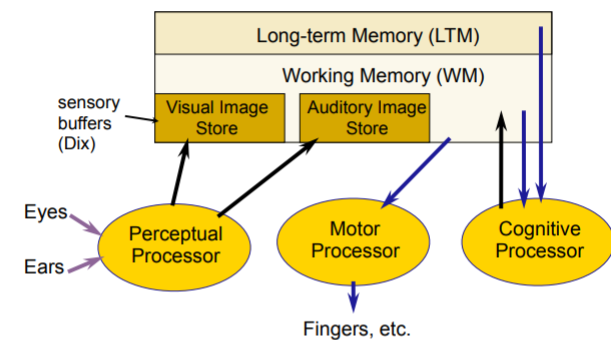 Long-term Memory (LTM)
Working Memory (WM)
sensory
buffers
(Dix)
Visual Image
Store
Auditory Image
Store
Eyes
Ears
Perceptual
Processor
Motor
Processor
Cognitive
Processor
Fingers, etc.